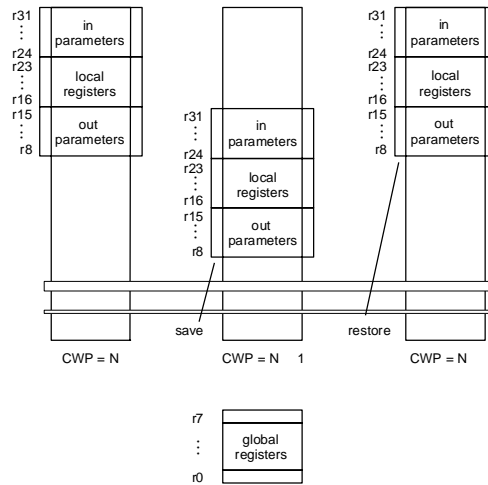 r31
⋮
r24
r23
⋮
r16
r15
⋮
r8
in
parameters
local
registers
out
parameters
r31
⋮
r24
r23
⋮
r16
r15
⋮
r8
in
parameters
local
registers
out
parameters
r31
⋮
r24
r23
⋮
r16
r15
⋮
r8
in
parameters
local
registers
out
parameters
save
restore
CWP = N
CWP = N 1
CWP = N
r7
⋮
r0
global
registers